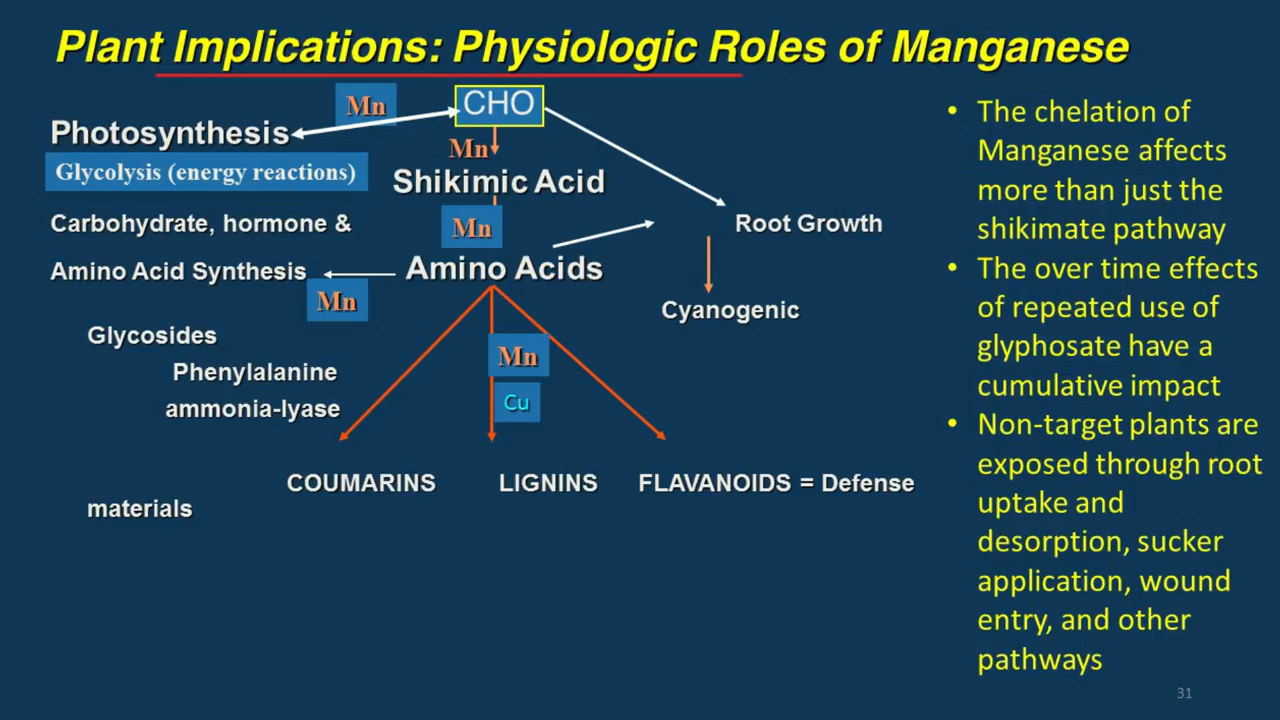 Plant Implications: Physiologic Roles of Manganese
Mn
CHO
Photosynthesis
Mn
Glycolysis (energy reactions)
Shikimic Acid
Carbohydrate, hormone &
Mn
Root Growth
Amino Acid Synthesis
Amino Acids
Mn
Cyanogenic
Glycosides
Mn
Phenylalanine
ammonia-lyase
Cu
COUMARINS
LIGNINS
FLAVANOIDS = Defense
materials
• The chelation of
Manganese affects
more than just the
shikimate pathway
• The over time effects
of repeated use of
glyphosate have a
cumulative impact
• Non-target plants are
exposed through root
uptake and
desorption, sucker
application, wound
entry, and other
pathways
31